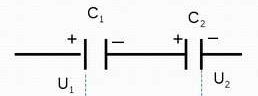 C₁ C₂
+ − + −
U₁ U₂